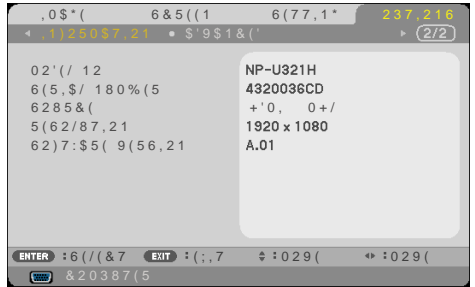 ,0$*( 6&5((1 6(77,1* 237,216
,1)250$7,21 • $'9$1&(' (2/2)
02'(/ 12 NP-U321H
6(5,$/ 180%(5 4320036CD
6285&( +'0, 0+/
5(62/87,21 1920 x 1080
62)7:$5( 9(56,21 A.01
ENTER :6(/(&7 EXIT :(;,7 :029( :029(
&20387(5